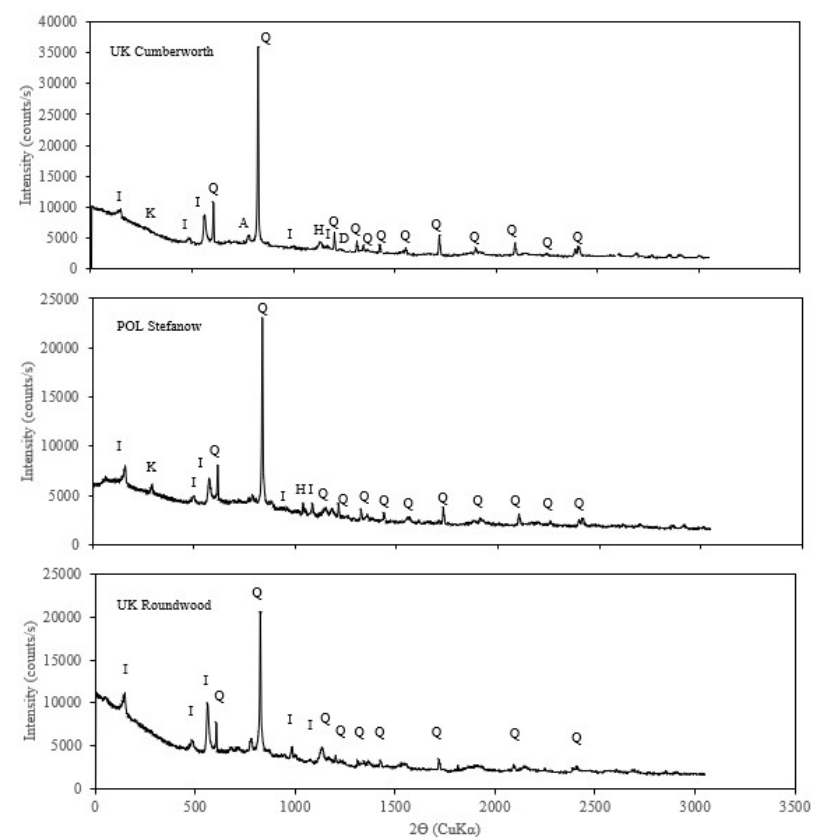 40000
35000
30000
25000
20000
15000
10000
5000
0
Intensity (counts/s)
UK Cumberworth
I K I I Q A Q I H I Q D Q Q Q Q Q Q Q Q Q
25000
20000
15000
10000
5000
0
Intensity (counts/s)
POL Stefanow
I K I I Q Q I H I Q Q Q Q Q Q Q Q Q Q
25000
20000
15000
10000
5000
0
Intensity (counts/s)
UK Roundwood
I I I Q Q I I Q Q Q Q Q Q Q
0 500 1000 1500 2000 2500 3000 3500
2Θ (CuKα)